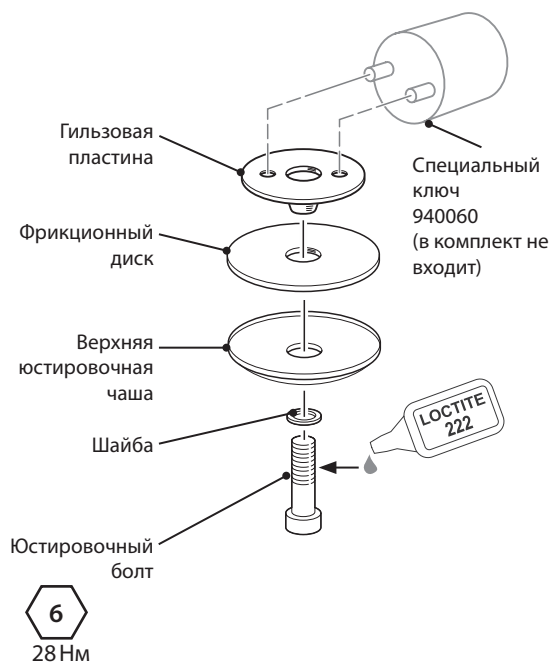 Гильзовая
пластина
Специальный
ключ
940060
(в комплект не
входит)
Фрикционный
диск
Верхняя
юстировочная
чаша
LOCTITE
222
Шайба
Юстировочный
болт
6
28 Нм